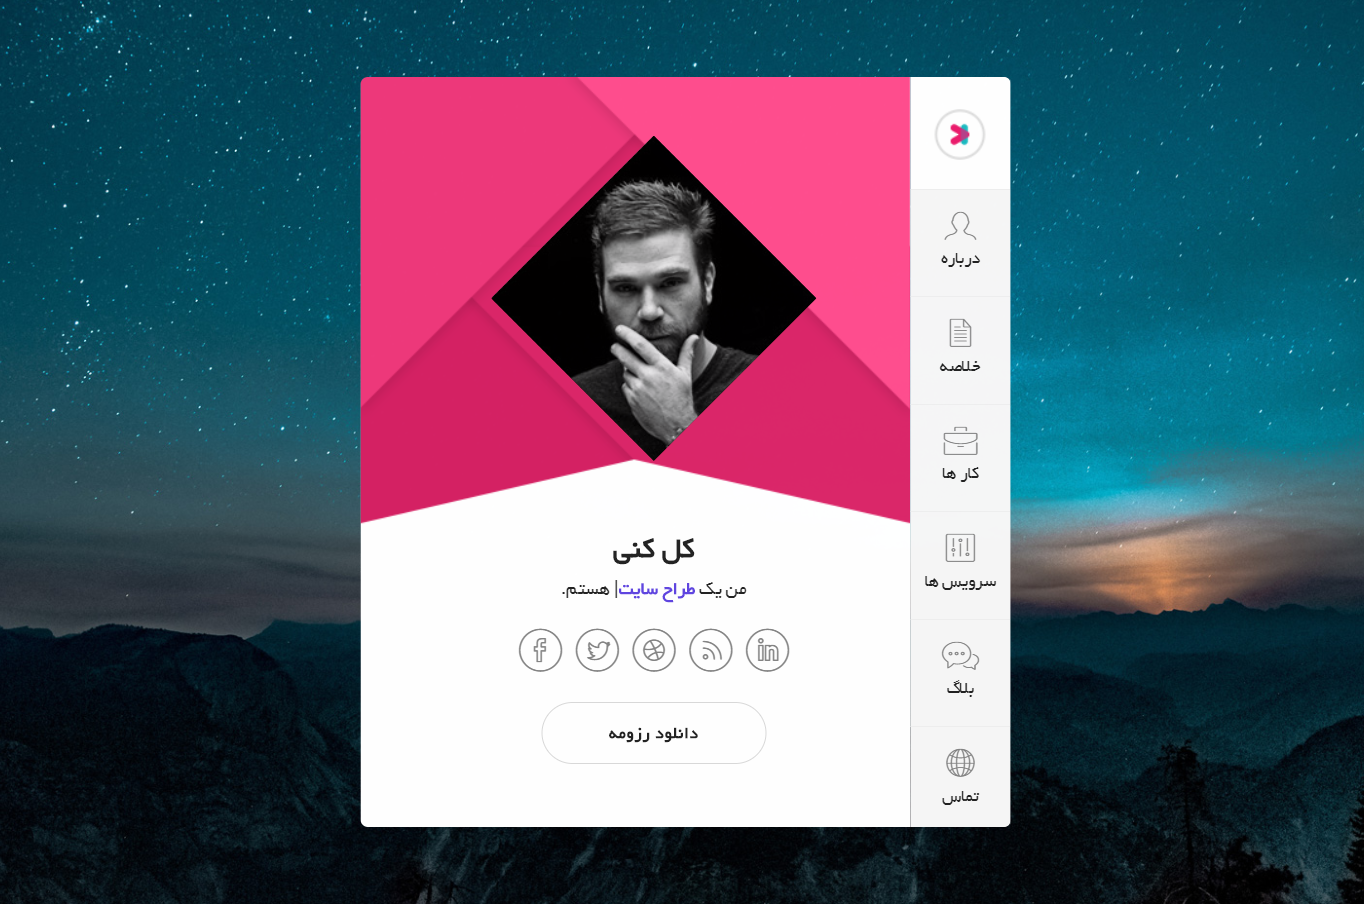 درباره
خلاصه
کار ها
سرویس ها
بلاگ
تماس
کل کنی
من یک طراح سایت| هستم.
دانلود رزومه